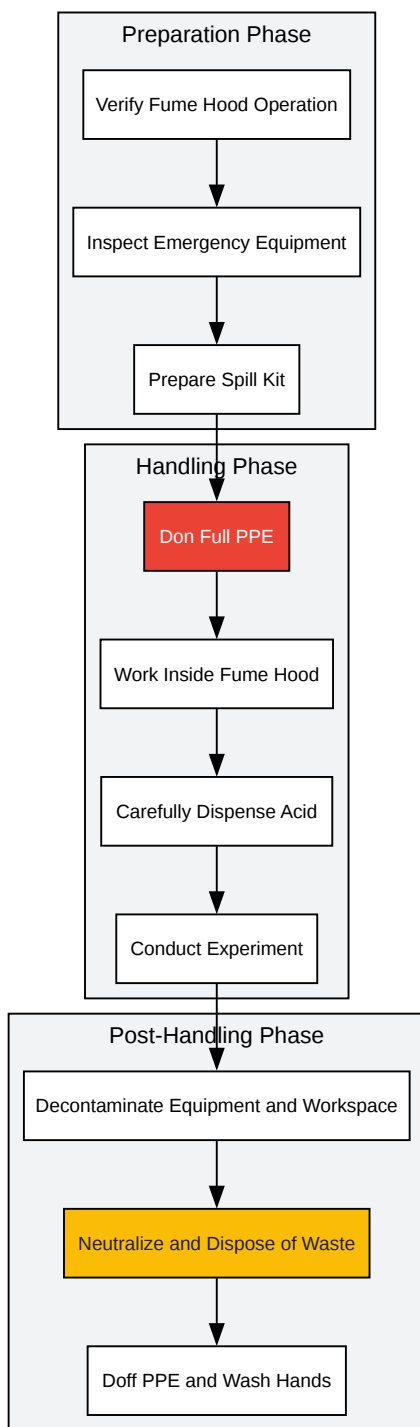 Preparation Phase
Verify Fume Hood Operation
Inspect Emergency Equipment
Prepare Spill Kit
Handling Phase
Don Full PPE
Work Inside Fume Hood
Carefully Dispense Acid
Conduct Experiment
Post-Handling Phase
Decontaminate Equipment and Workspace
Neutralize and Dispose of Waste
Doff PPE and Wash Hands